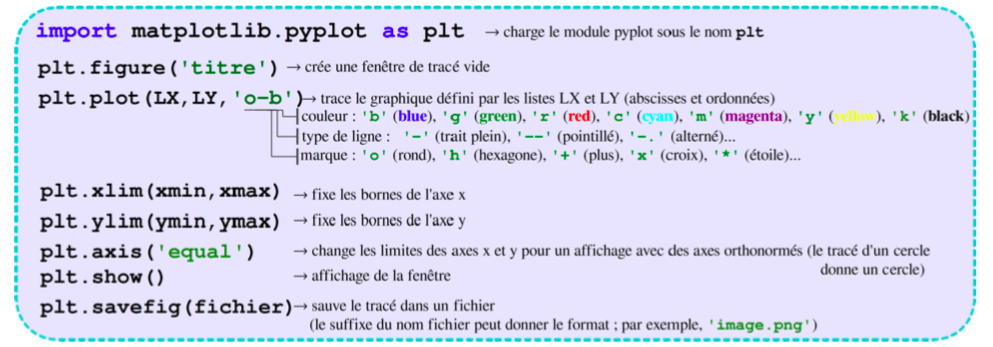 import matplotlib.pyplot as plt → charge le module pyplot sous le nom plt
plt.figure('titre') → crée une fenêtre de tracé vide
plt.plot(LX,LY,'o-b') → trace le graphique défini par les listes LX et LY (abscisses et ordonnées)
couleur : 'b' (blue), 'g' (green), 'r' (red), 'c' (cyan), 'm' (magenta), 'y' (yellow), 'k' (black)
type de ligne : '-' (trait plein), '--' (pointillé), '-.' (alterné)...
marque : 'o' (rond), 'h' (hexagone), '+' (plus), 'x' (croix), '*' (étoile)...
plt.xlim(xmin,xmax) → fixe les bornes de l'axe x
plt.ylim(ymin,ymax) → fixe les bornes de l'axe y
plt.axis('equal') → change les limites des axes x et y pour un affichage avec des axes orthonormés (le tracé d'un cercle
donne un cercle)
plt.show() → affichage de la fenêtre
plt.savefig(fichier) → sauve le tracé dans un fichier
(le suffixe du nom fichier peut donner le format ; par exemple, 'image.png')